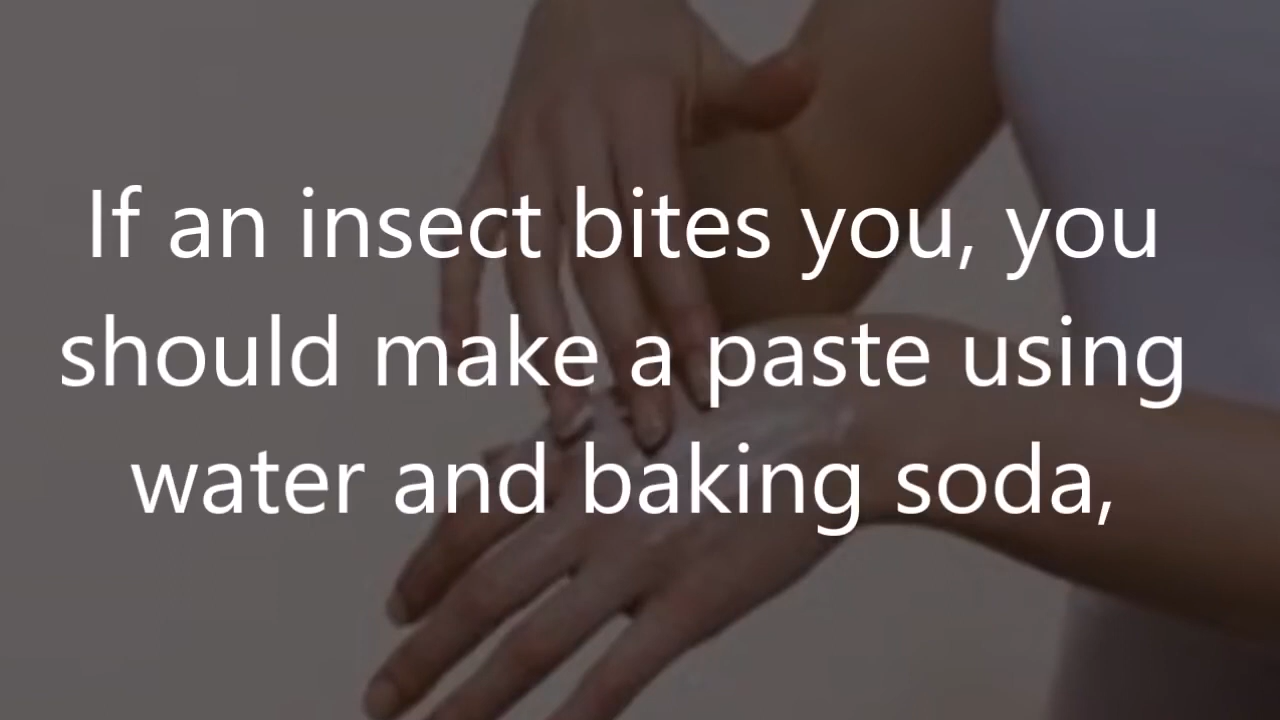 If an insect bites you, you
should make a paste using
water and baking soda,